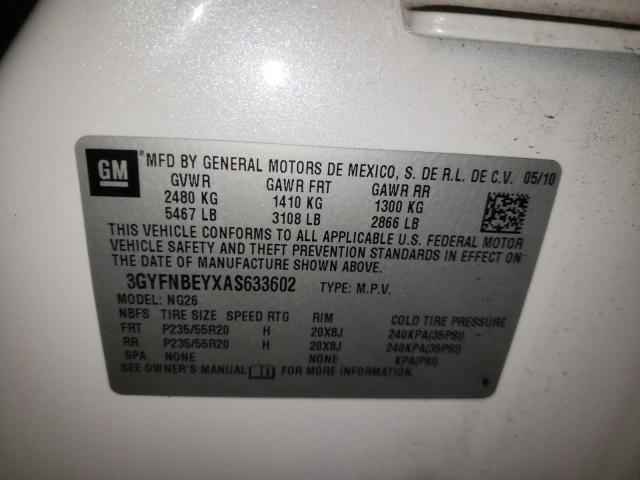 GM ® MFD BY GENERAL MOTORS DE MEXICO, S. DE R.L. DE C.V. 05/10
GVWR GAWR FRT GAWR RR
2480 KG 1410 KG 1300 KG
5467 LB 3108 LB 2866 LB
THIS VEHICLE CONFORMS TO ALL APPLICABLE U.S. FEDERAL MOTOR
VEHICLE SAFETY AND THEFT PREVENTION STANDARDS IN EFFECT ON
THE DATE OF MANUFACTURE SHOWN ABOVE.
3GYFNBEYXAS633602 TYPE: M.P.V.
MODEL: NG26
NBFS TIRE SIZE SPEED RTG RIM COLD TIRE PRESSURE
FRT P235/55R20 H 20X8J 240KPA(35PSI)
RR P235/55R20 H 20X8J 240KPA(35PSI)
SPA NONE NONE KPA(PSI)
SEE OWNER'S MANUAL FOR MORE INFORMATION.